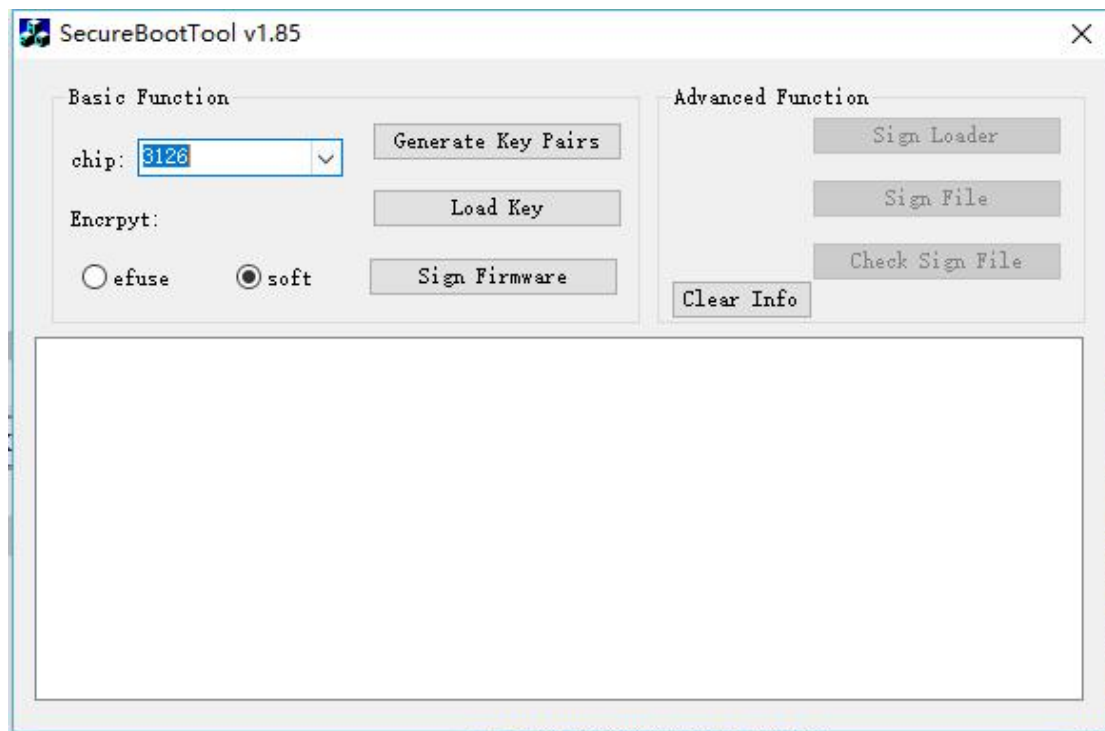 SecureBootTool v1.85
Basic Function
chip: 3126
Generate Key Pairs
Load Key
Encrpyt:
efuse
soft
Sign Firmware
Advanced Function
Sign Loader
Sign File
Check Sign File
Clear Info